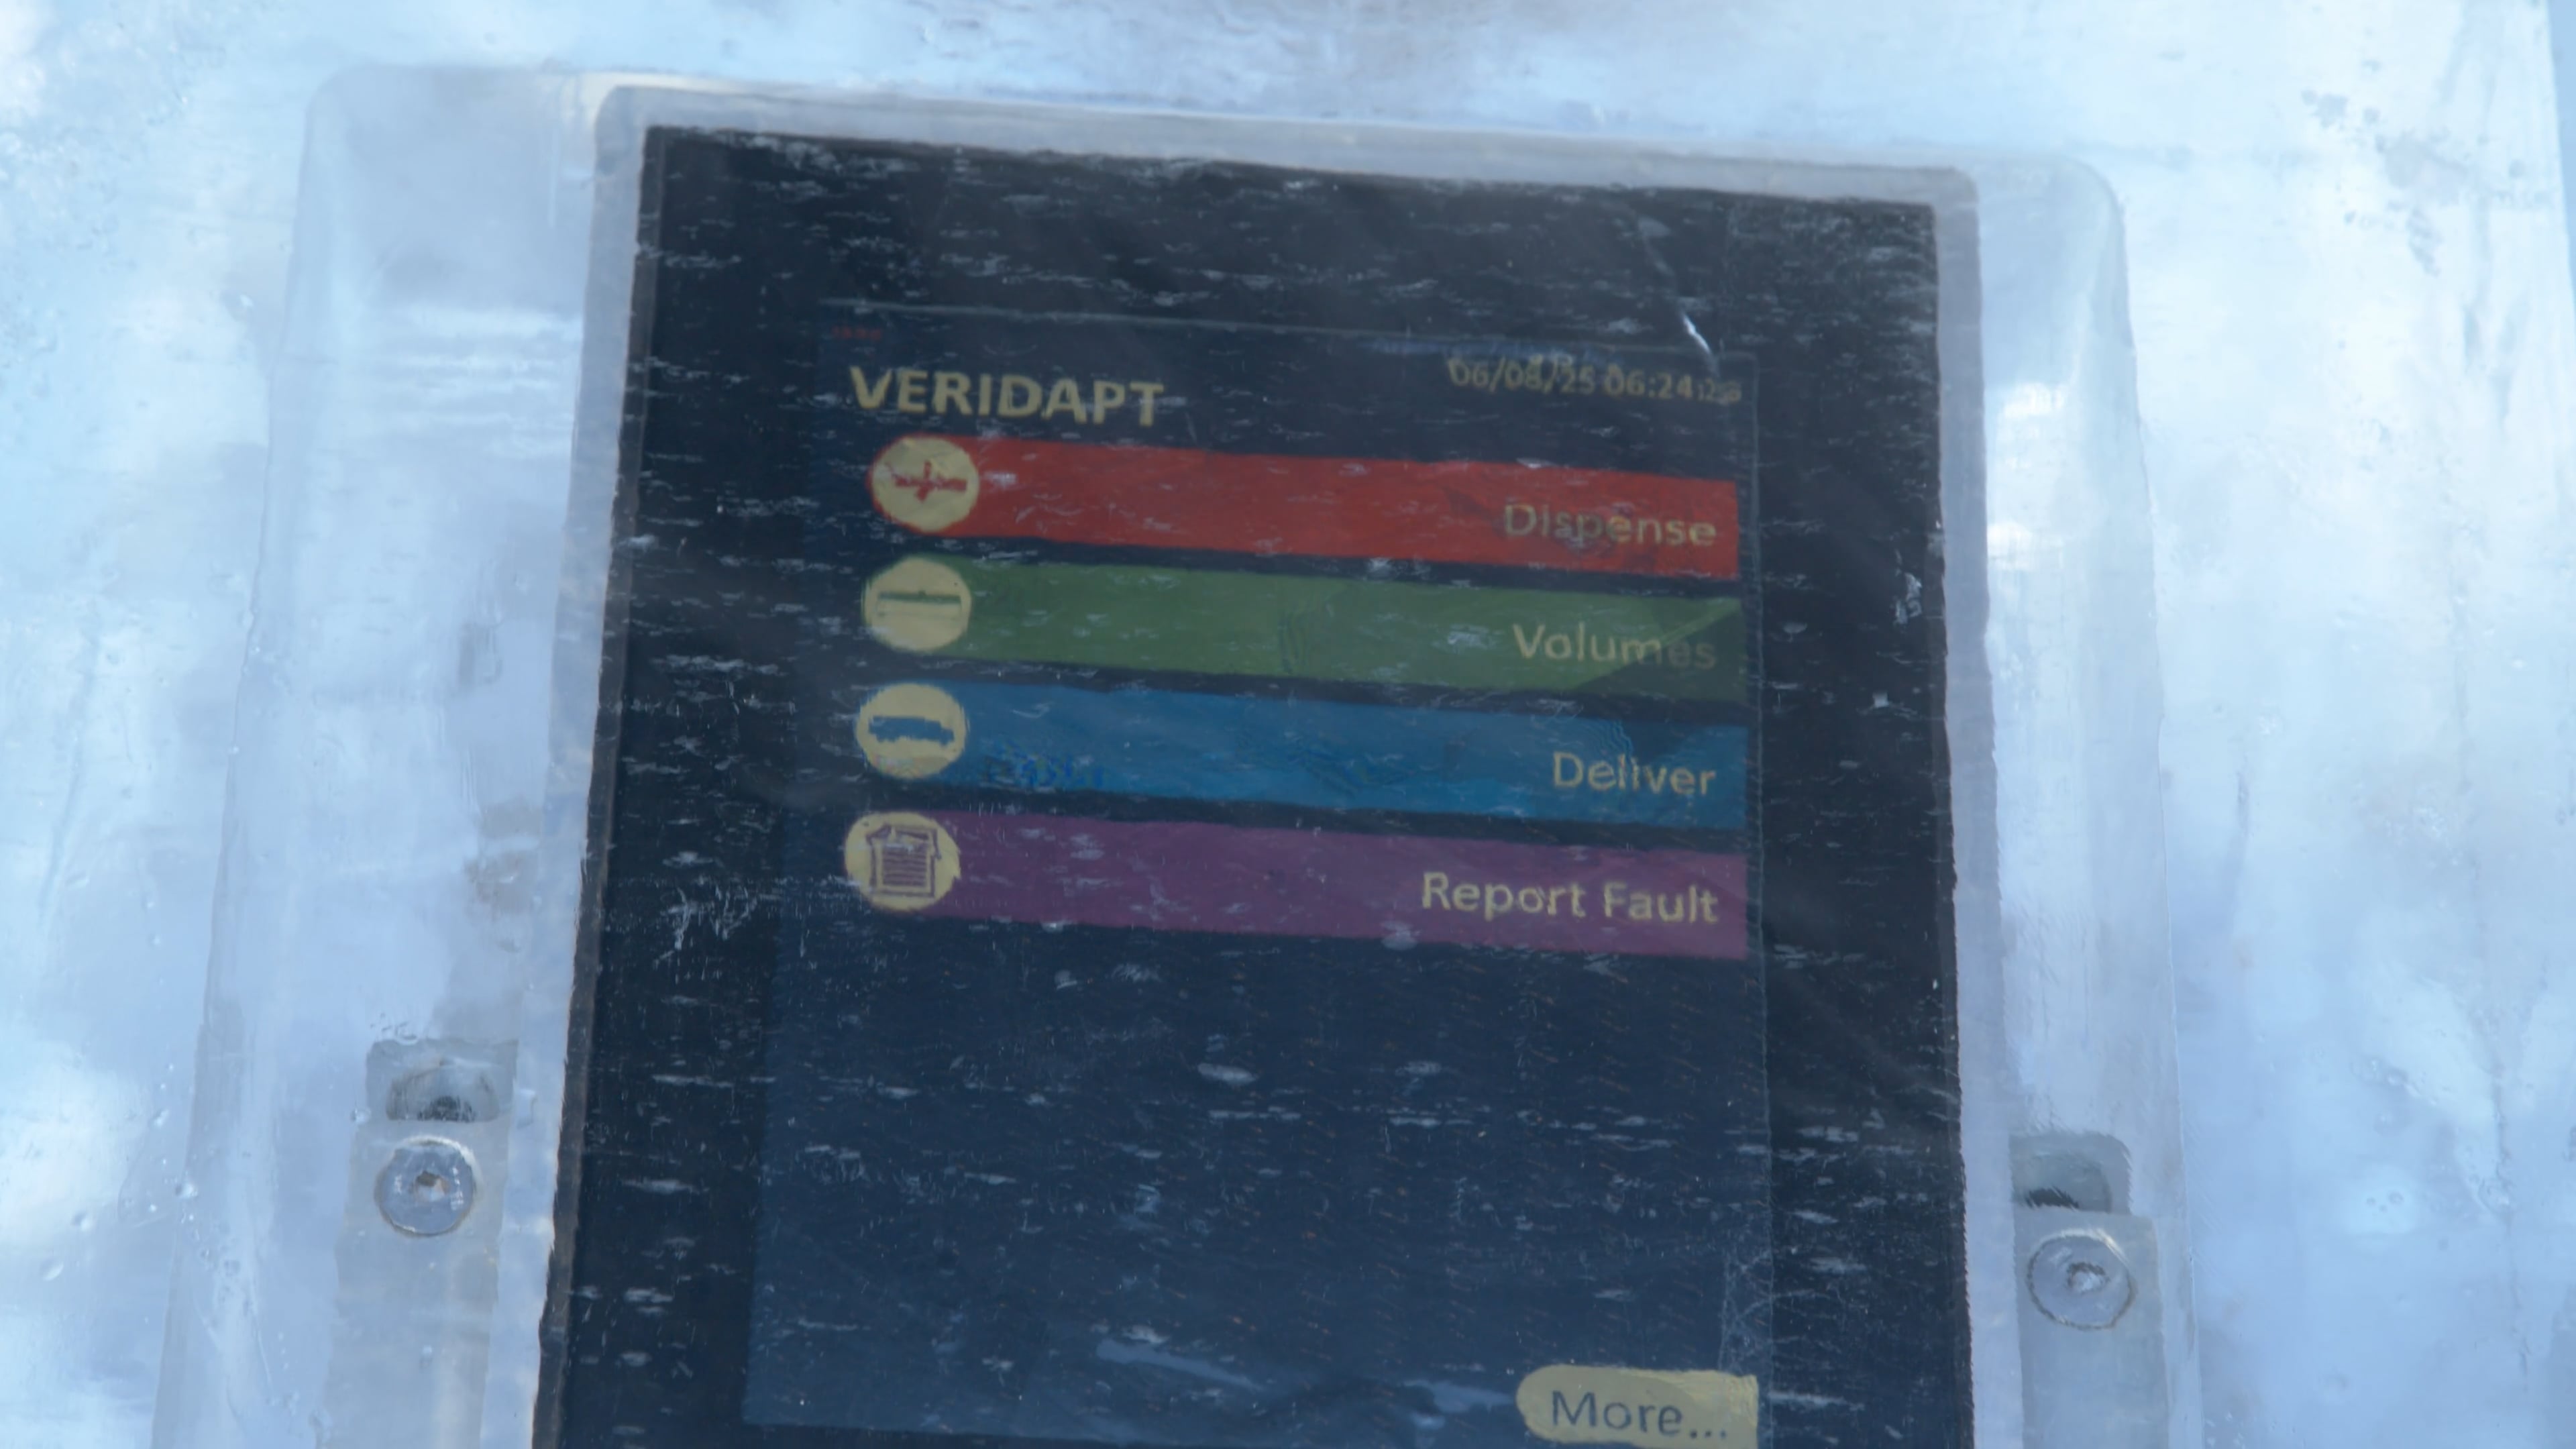 VERIDAPT
06/08/25 06:24
Dispense
Volumes
Deliver
Report Fault
More...